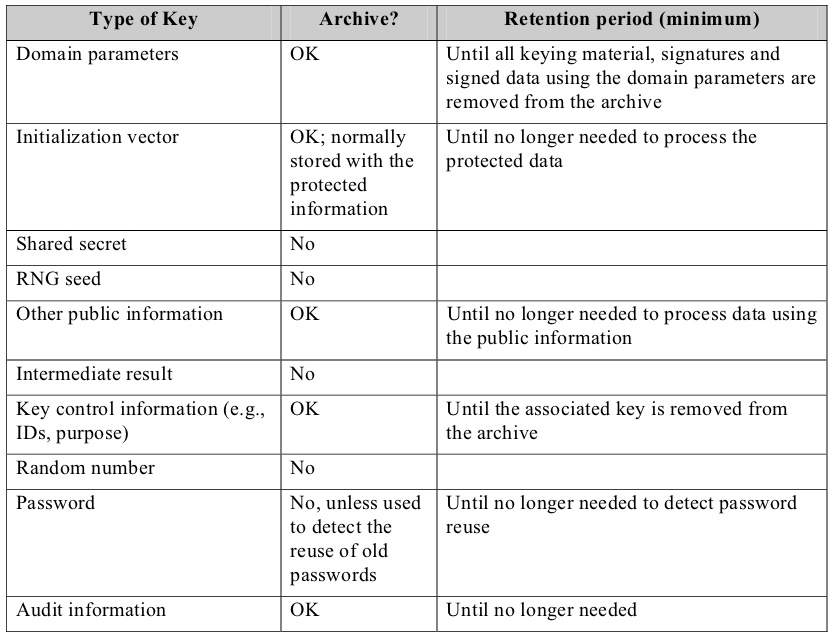 Type of Key Archive? Retention period (minimum)
Domain parameters OK Until all keying material, signatures and
signed data using the domain parameters are
removed from the archive
Initialization vector OK; normally Until no longer needed to process the
stored with the protected data
protected
information
Shared secret No
RNG seed No
Other public information OK Until no longer needed to process data using
the public information
Intermediate result No
Key control information (e.g., OK Until the associated key is removed from
IDs, purpose) the archive
Random number No
Password No, unless used Until no longer needed to detect password
to detect the reuse
reuse of old
passwords
Audit information OK Until no longer needed